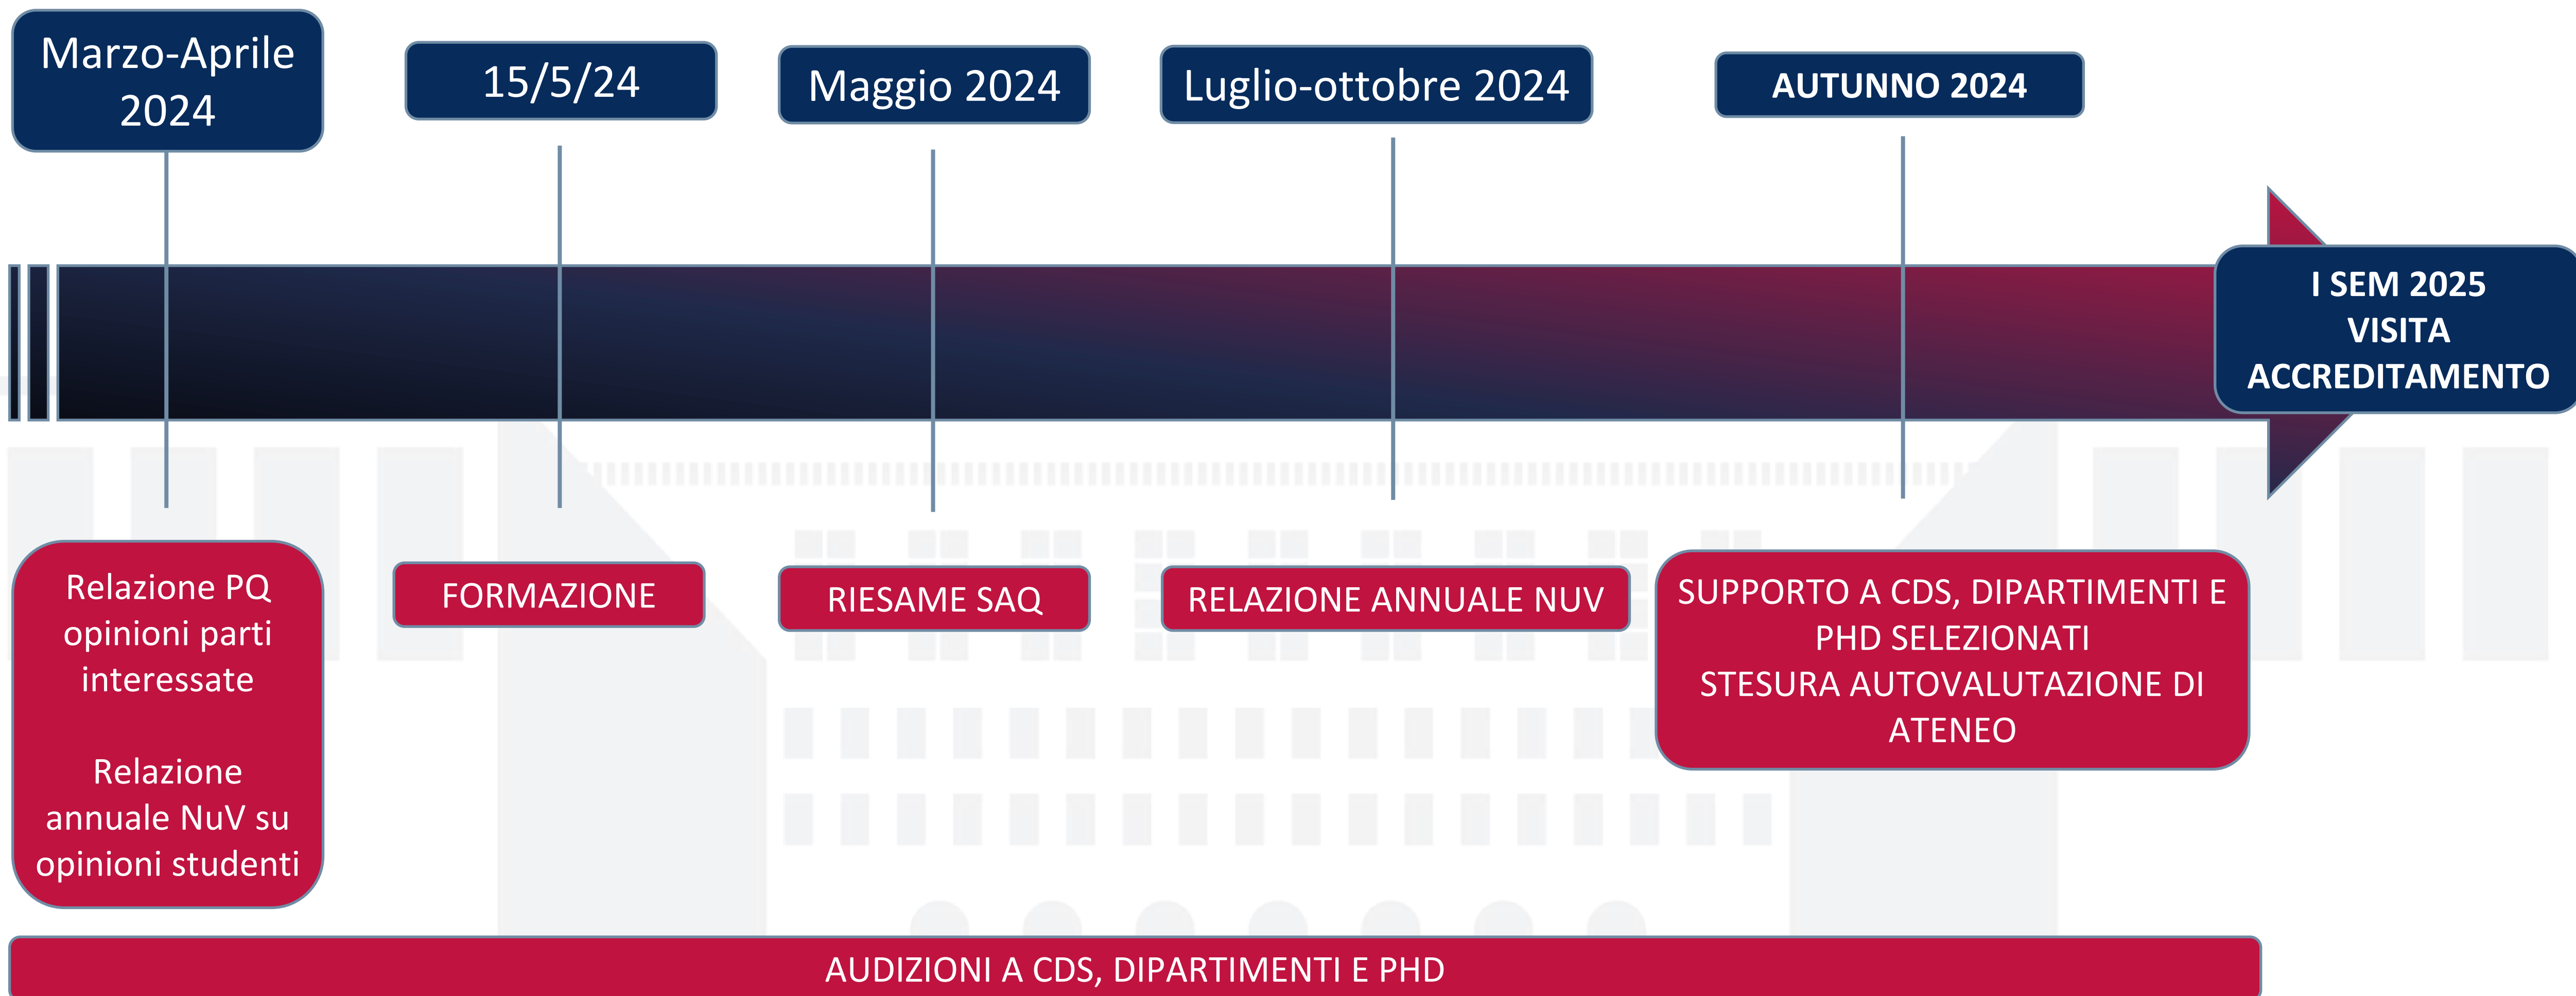 Marzo-Aprile
2024
15/5/24
Maggio 2024
Luglio-ottobre 2024
AUTUNNO 2024
I SEM 2025
VISITA
ACCREDITAMENTO
Relazione PQ
opinioni parti
interessate
Relazione
annuale NuV su
opinioni studenti
FORMAZIONE
RIESAME SAQ
RELAZIONE ANNUALE NUV
SUPPORTO A CDS, DIPARTIMENTI E
PHD SELEZIONATI
STESURA AUTOVALUTAZIONE DI
ATENEO
AUDIZIONI A CDS, DIPARTIMENTI E PHD